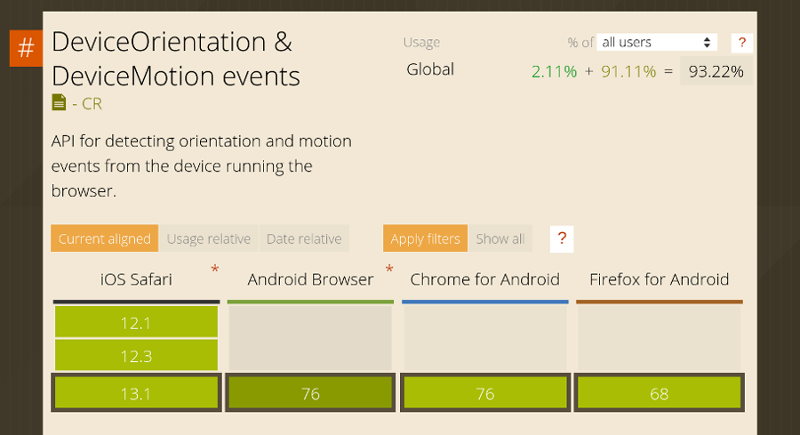 # DeviceOrientation &
DeviceMotion events
- CR
Usage % of all users ?
Global 2.11% + 91.11% = 93.22%
API for detecting orientation and motion
events from the device running the
browser.
Current aligned Usage relative Date relative Apply filters Show all ?
iOS Safari * Android Browser * Chrome for Android Firefox for Android
12.1
12.3
13.1 76 76 68